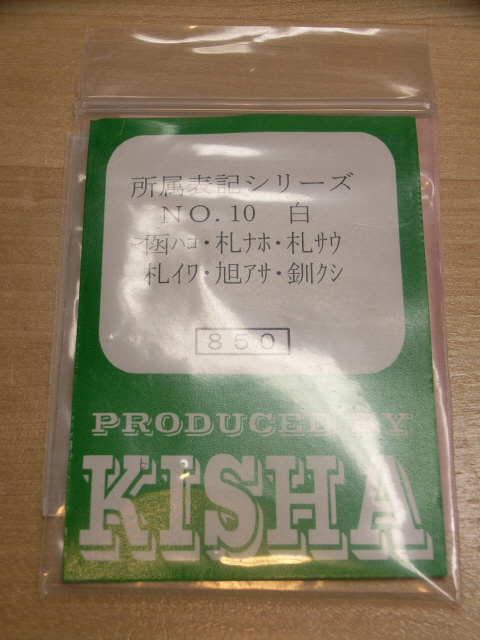 所属表記シリーズ
NO.10 白
函ハコ・札ナホ・札サウ
札イワ・旭アサ・釧クシ
850
PRODUCED BY
KISHA